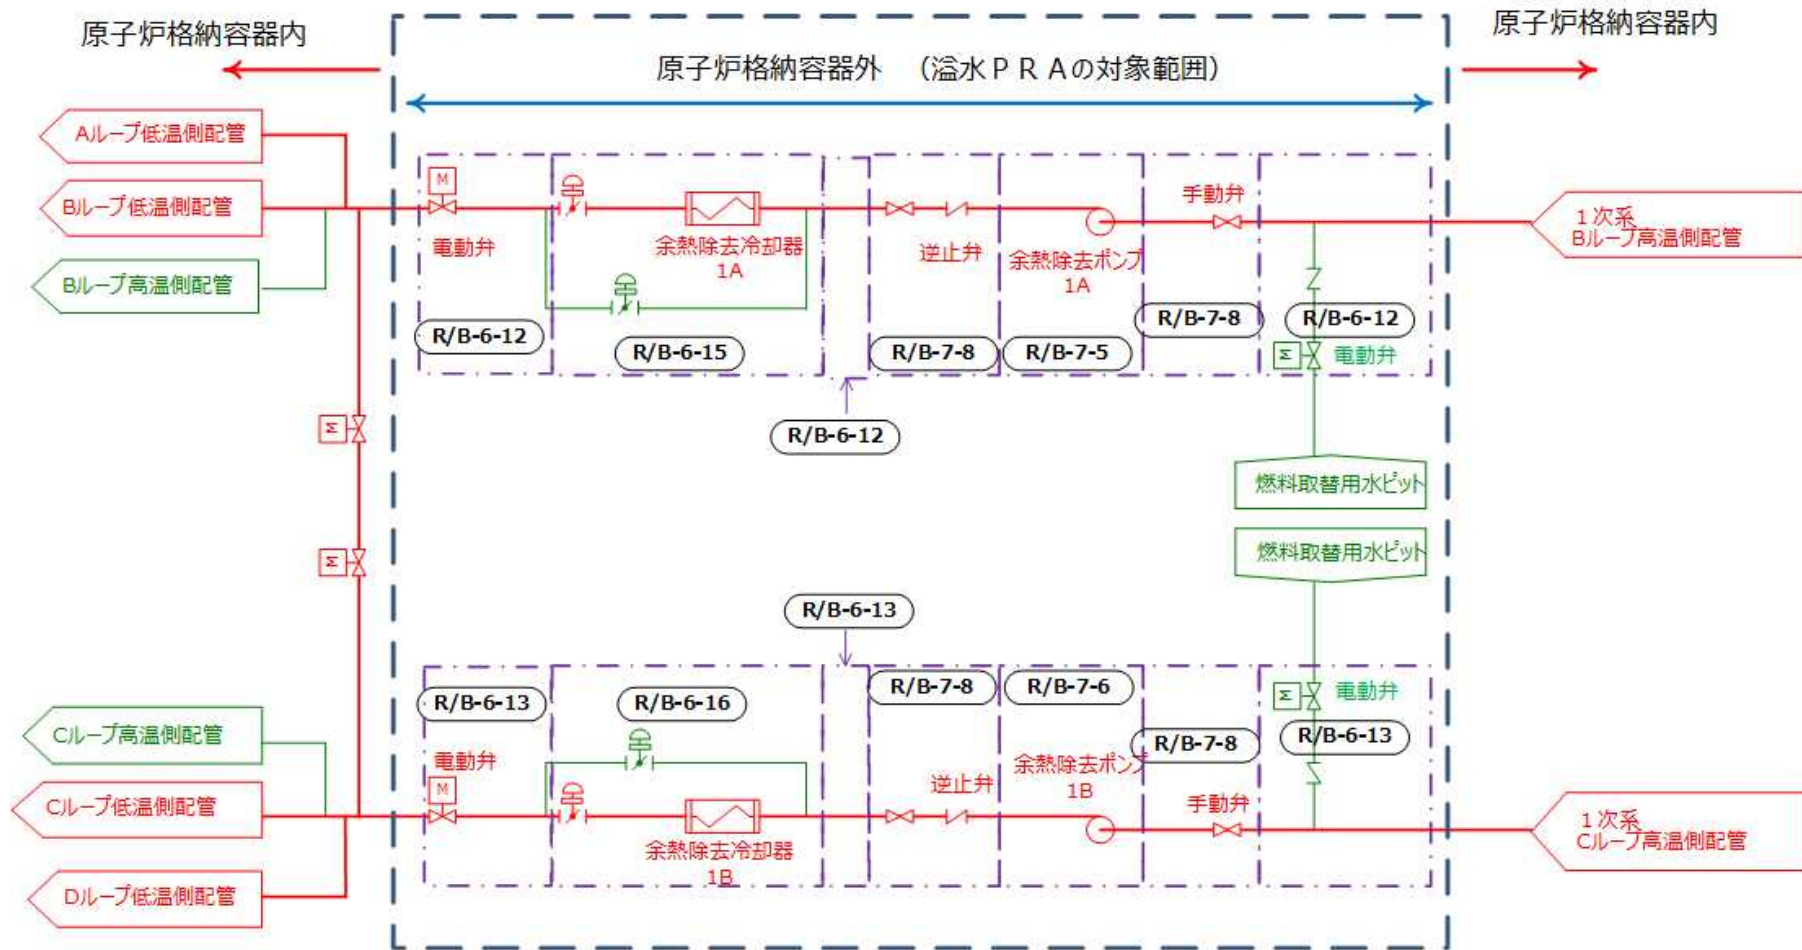 原子炉格納容器内
原子炉格納容器外 (溢水PRAの対象範囲)
原子炉格納容器内
Aループ低温側配管
Bループ低温側配管
Bループ高温側配管
M
電動弁
余熱除去冷却器
1A
逆止弁
余熱除去ポンプ
1A
手動弁
1次系
Bループ高温側配管
R/B-6-12
R/B-6-15
R/B-7-8
R/B-7-5
R/B-7-8
R/B-6-12
M
電動弁
R/B-6-12
M
燃料取替用水ピット
燃料取替用水ピット
M
R/B-6-13
R/B-6-13
R/B-6-16
R/B-7-8
R/B-7-6
R/B-7-8
M
電動弁
R/B-6-13
Cループ高温側配管
Cループ低温側配管
Dループ低温側配管
電動弁
M
余熱除去冷却器
1B
逆止弁
余熱除去ポンプ
1B
手動弁
1次系
Cループ高温側配管